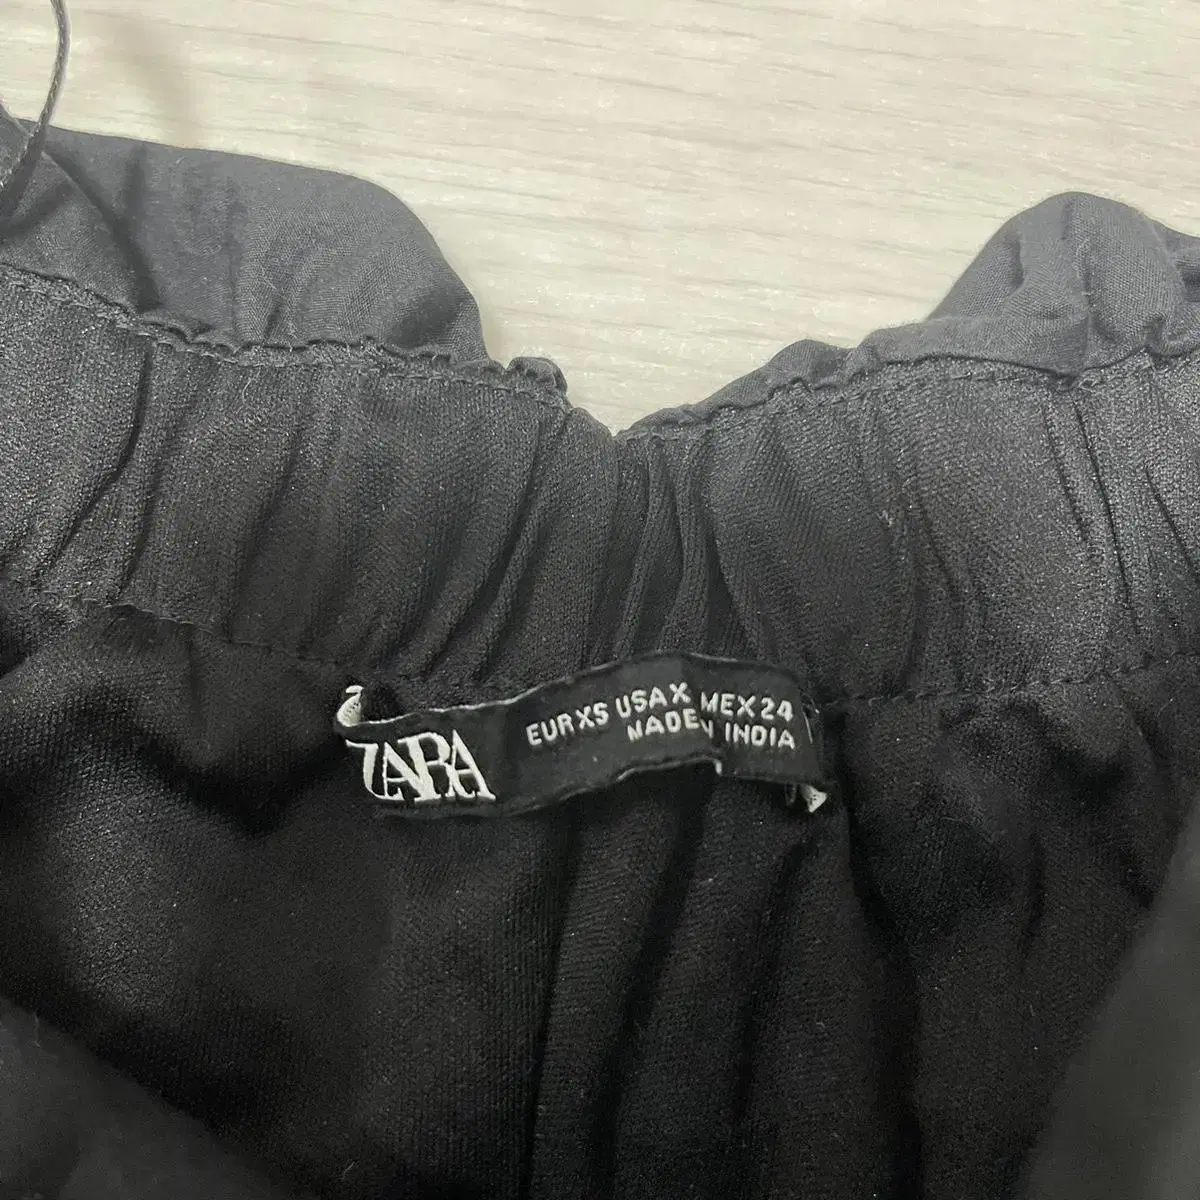 ZARA
EUR XS USA X MEX 24
MADE IN INDIA